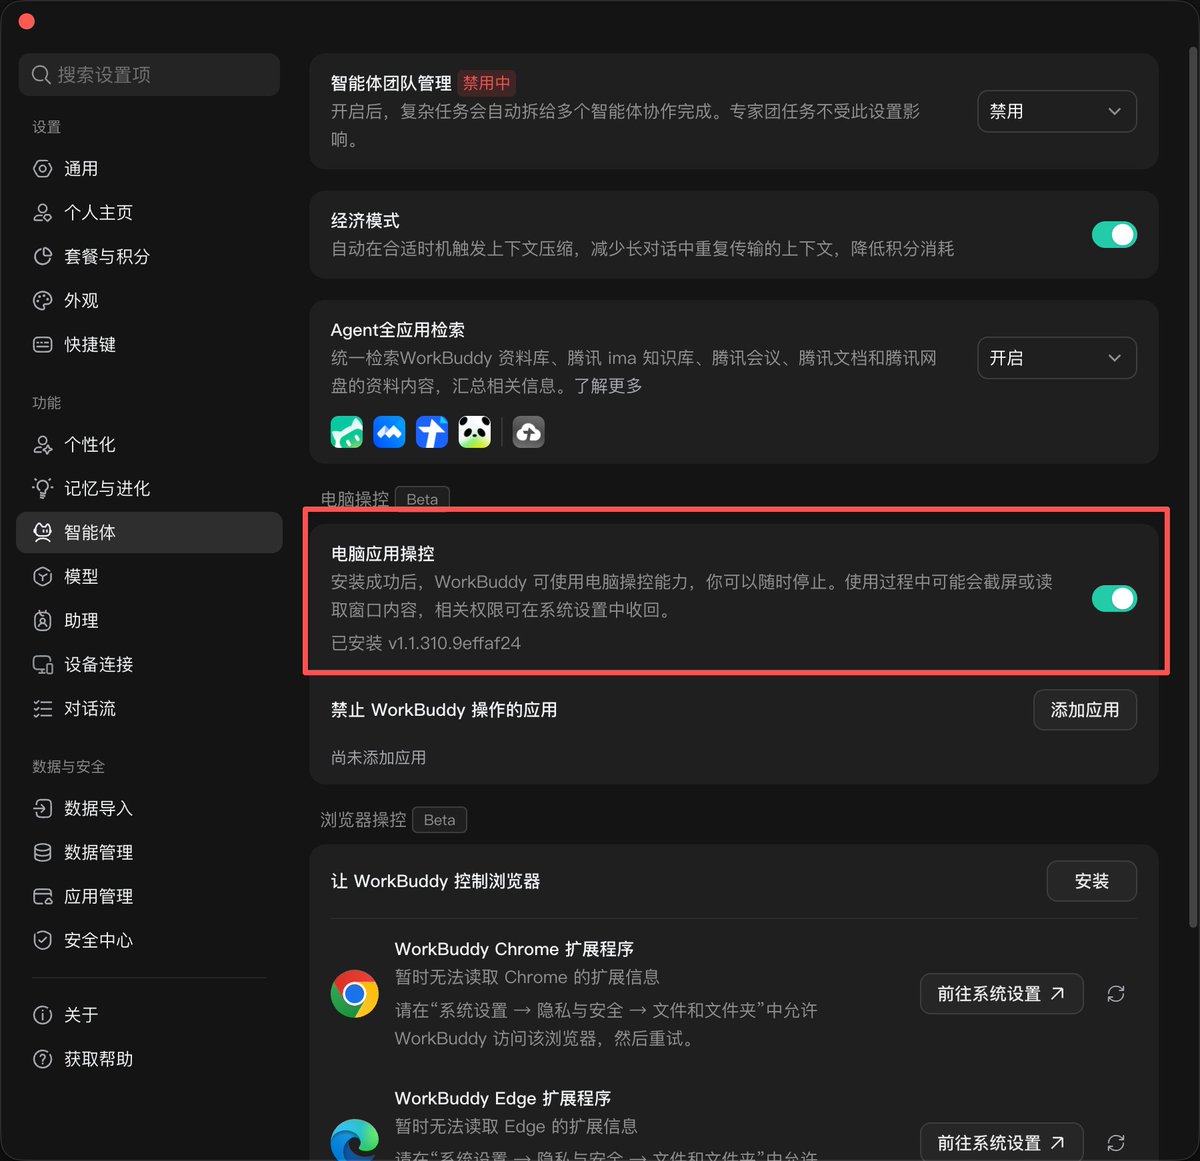 搜索设置项
设置
通用
个人主页
套餐与积分
外观
快捷键
功能
个性化
记忆与进化
智能体
模型
助理
设备连接
对话流
数据与安全
数据导入
数据管理
应用管理
安全中心
关于
获取帮助
智能体团队管理 禁用中
开启后，复杂任务会自动拆给多个智能体协作完成。专家团任务不受此设置影
响。
禁用
经济模式
自动在合适时机触发上下文压缩，减少长对话中重复传输的上下文，降低积分消耗
Agent全应用检索
统一检索WorkBuddy 资料库、腾讯 ima 知识库、腾讯会议、腾讯文档和腾讯网
盘的资料内容，汇总相关信息。了解更多
开启
电脑操控 Beta
电脑应用操控
安装成功后，WorkBuddy 可使用电脑操控能力，你可以随时停止。使用过程中可能会截屏或读
取窗口内容，相关权限可在系统设置中收回。
已安装 v1.1.310.9effaf24
禁止 WorkBuddy 操作的应用
添加应用
尚未添加应用
浏览器操控 Beta
让 WorkBuddy 控制浏览器
安装
WorkBuddy Chrome 扩展程序
暂时无法读取 Chrome 的扩展信息
请在“系统设置 → 隐私与安全 → 文件和文件夹”中允许
WorkBuddy 访问该浏览器，然后重试。
前往系统设置 ↗
WorkBuddy Edge 扩展程序
暂时无法读取 Edge 的扩展信息
请在“系统设置 → 隐私与安全 → 文件和文件夹”中允许
前往系统设置 ↗